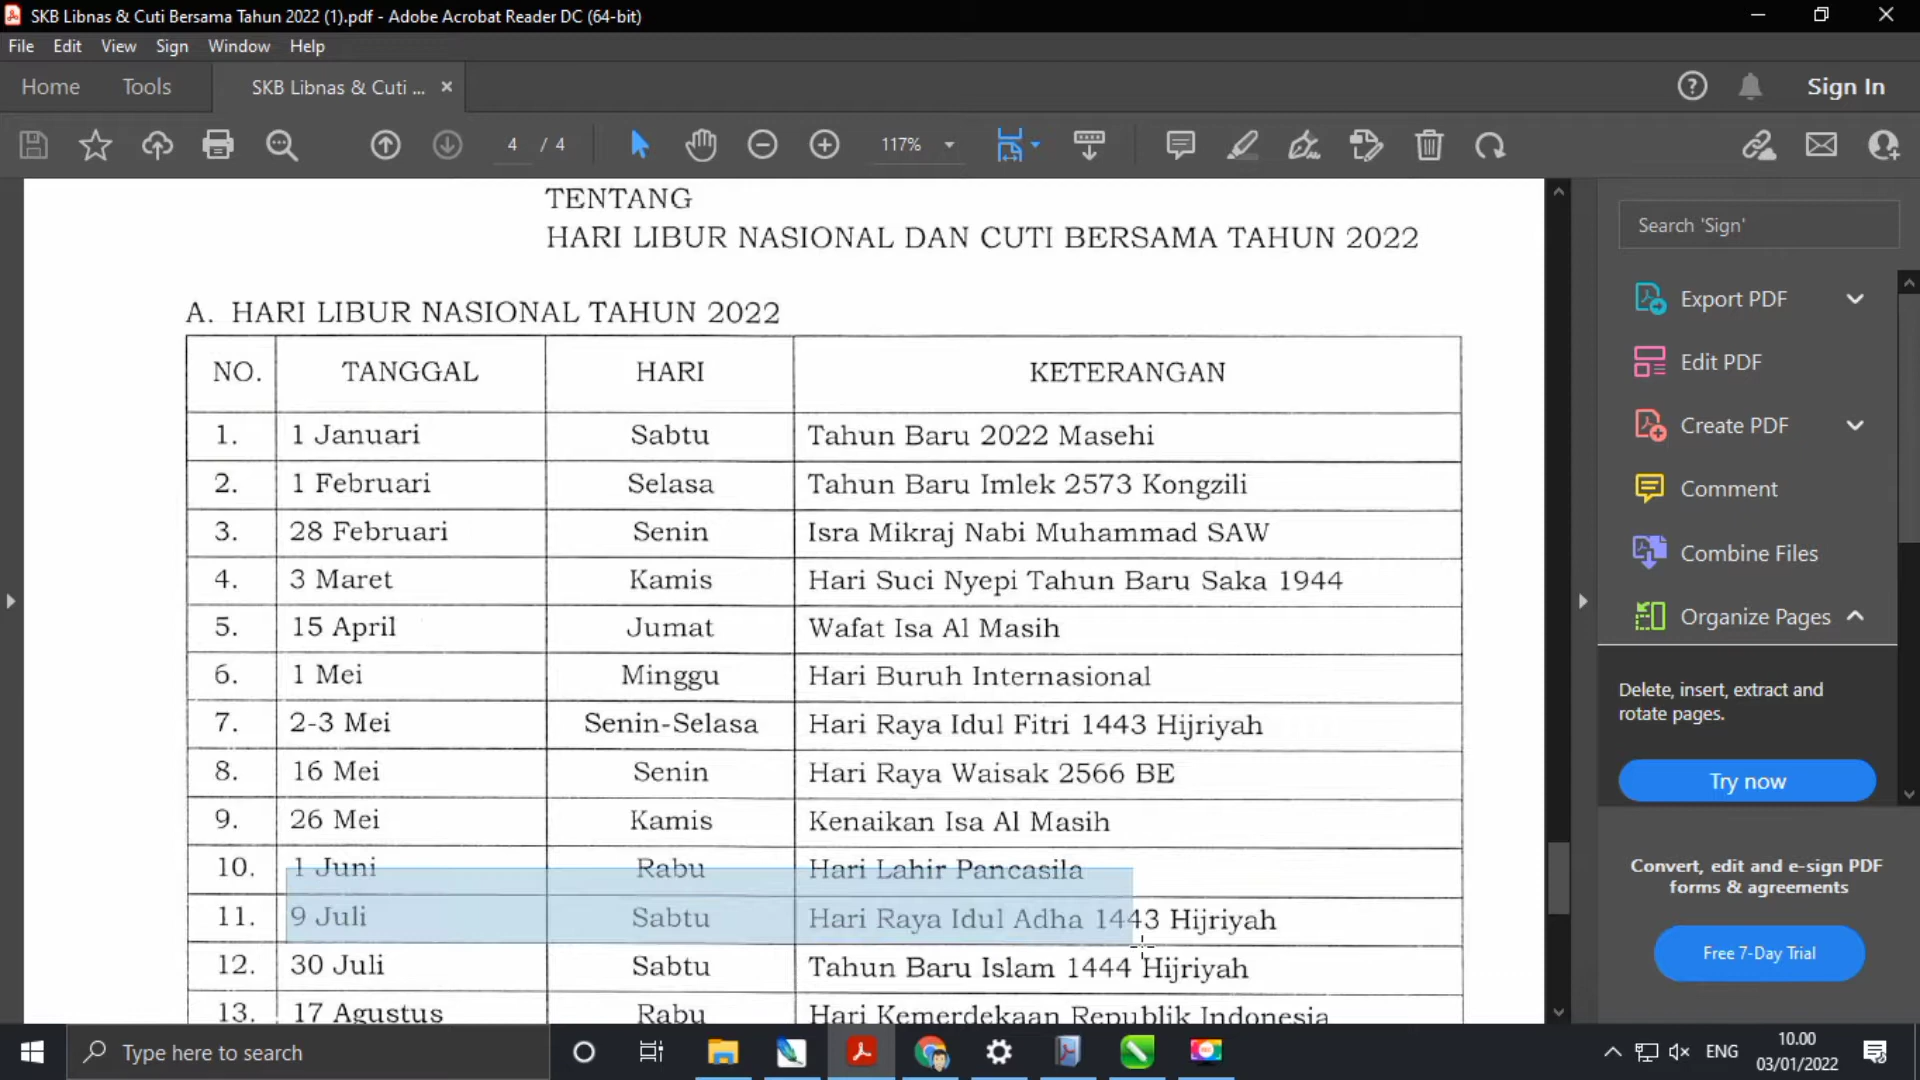 SKB Libnas & Cuti Bersama Tahun 2022 (1).pdf - Adobe Acrobat Reader DC (64-bit)
File Edit View Sign Window Help
Home Tools SKB Libnas & Cuti ... × Sign In
4 / 4 117%
TENTANG
HARI LIBUR NASIONAL DAN CUTI BERSAMA TAHUN 2022
A. HARI LIBUR NASIONAL TAHUN 2022
NO. TANGGAL HARI KETERANGAN
1. 1 Januari Sabtu Tahun Baru 2022 Masehi
2. 1 Februari Selasa Tahun Baru Imlek 2573 Kongzili
3. 28 Februari Senin Isra Mikraj Nabi Muhammad SAW
4. 3 Maret Kamis Hari Suci Nyepi Tahun Baru Saka 1944
5. 15 April Jumat Wafat Isa Al Masih
6. 1 Mei Minggu Hari Buruh Internasional
7. 2-3 Mei Senin-Selasa Hari Raya Idul Fitri 1443 Hijriyah
8. 16 Mei Senin Hari Raya Waisak 2566 BE
9. 26 Mei Kamis Kenaikan Isa Al Masih
10. 1 Juni Rabu Hari Lahir Pancasila
11. 9 Juli Sabtu Hari Raya Idul Adha 1443 Hijriyah
12. 30 Juli Sabtu Tahun Baru Islam 1444 Hijriyah
13. 17 Agustus Rabu Hari Kemerdekaan Republik Indonesia
Search 'Sign'
Export PDF
Edit PDF
Create PDF
Comment
Combine Files
Organize Pages
Delete, insert, extract and
rotate pages.
Try now
Convert, edit and e-sign PDF
forms & agreements
Free 7-Day Trial
Type here to search
ENG
10.00
03/01/2022